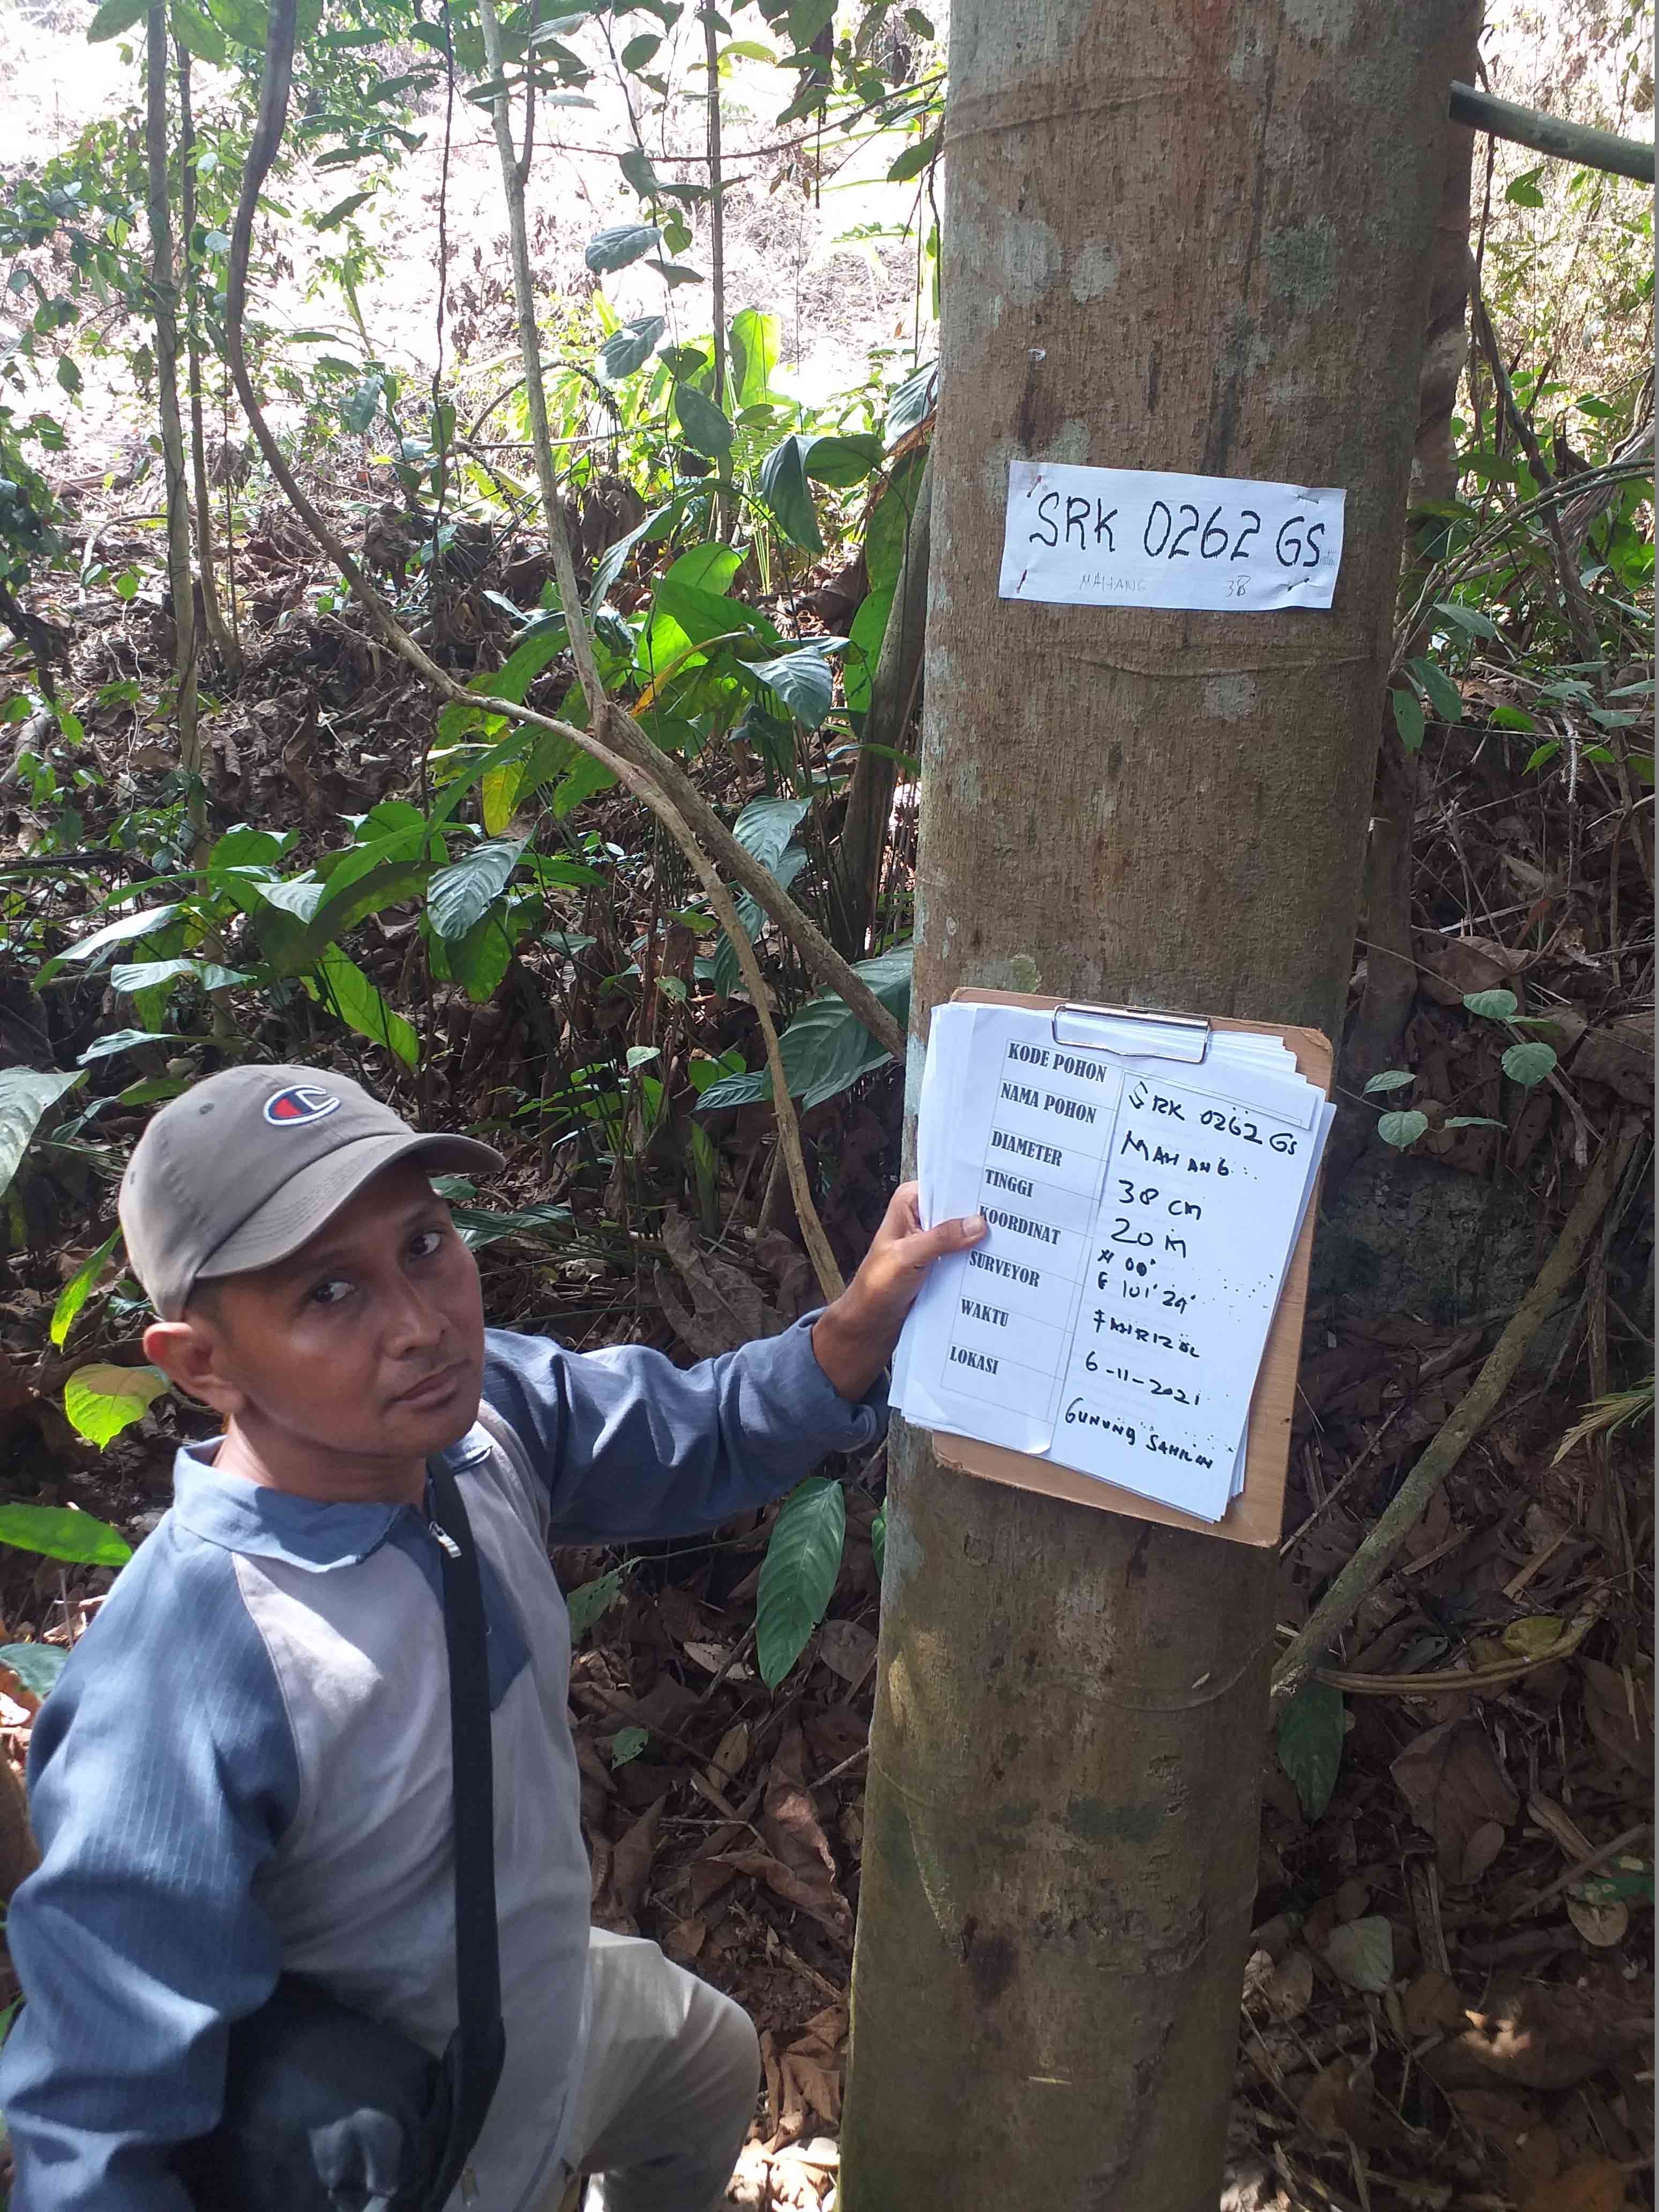 SRK 0262 GS
MAHANG 38
KODE POHON SRK 0262 GS
NAMA POHON MAHANG
DIAMETER 38 cm
TINGGI 20 m
KOORDINAT N 00°
E 101° 24'
SURVEYOR FAHRIZAL
WAKTU 6-11-2021
LOKASI GUNUNG SAHILAN